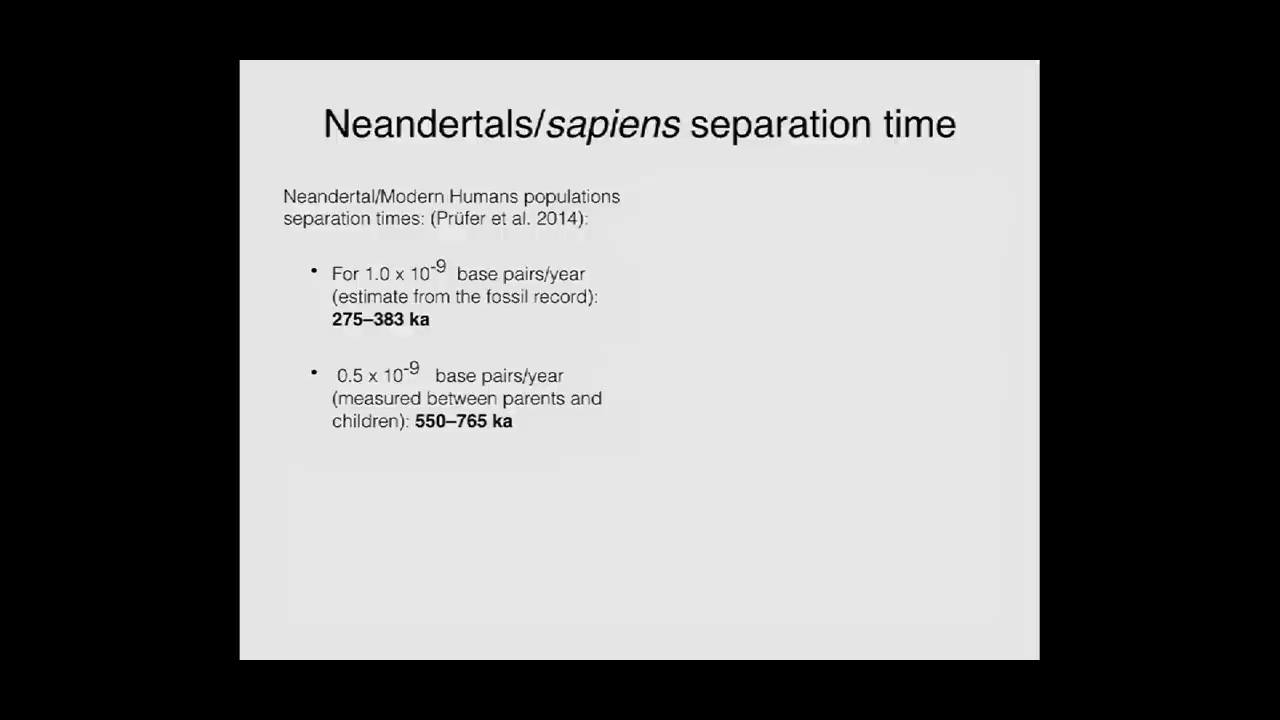 Neandertals/sapiens separation time
Neandertal/Modern Humans populations
separation times: (Prüfer et al. 2014):
• For 1.0 x 10⁻⁹ base pairs/year
(estimate from the fossil record):
275–383 ka
• 0.5 x 10⁻⁹ base pairs/year
(measured between parents and
children): 550–765 ka